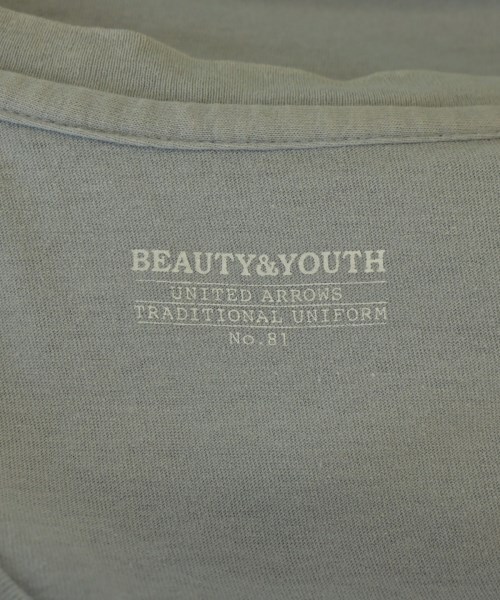 BEAUTY&YOUTH
UNITED ARROWS
TRADITIONAL UNIFORM
No.81